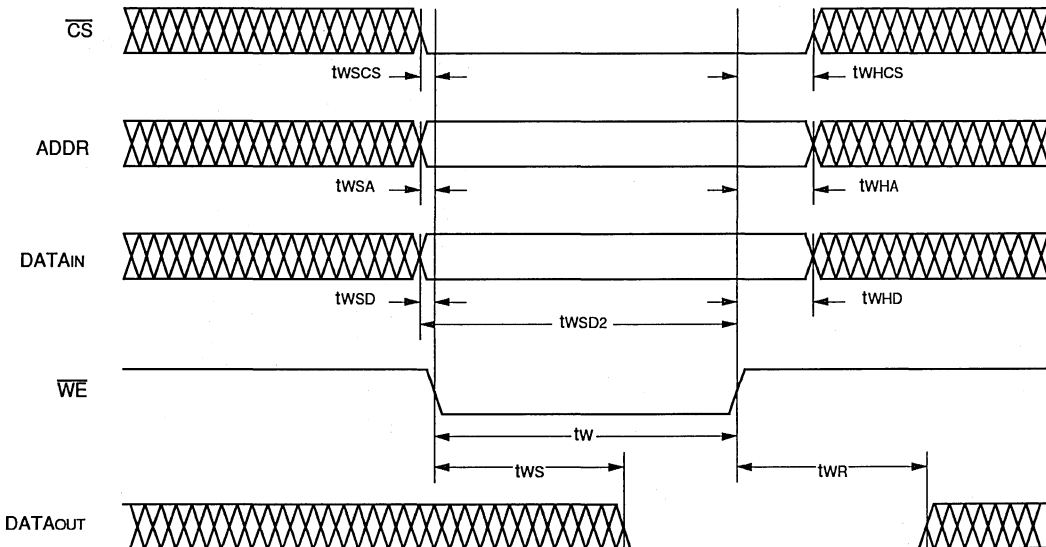 CS
tWSCS
tWHCS
ADDR
tWSA
tWHA
DATAIN
tWSD
tWHD
tWSD2
WE
tW
tWS
tWR
DATAOUT